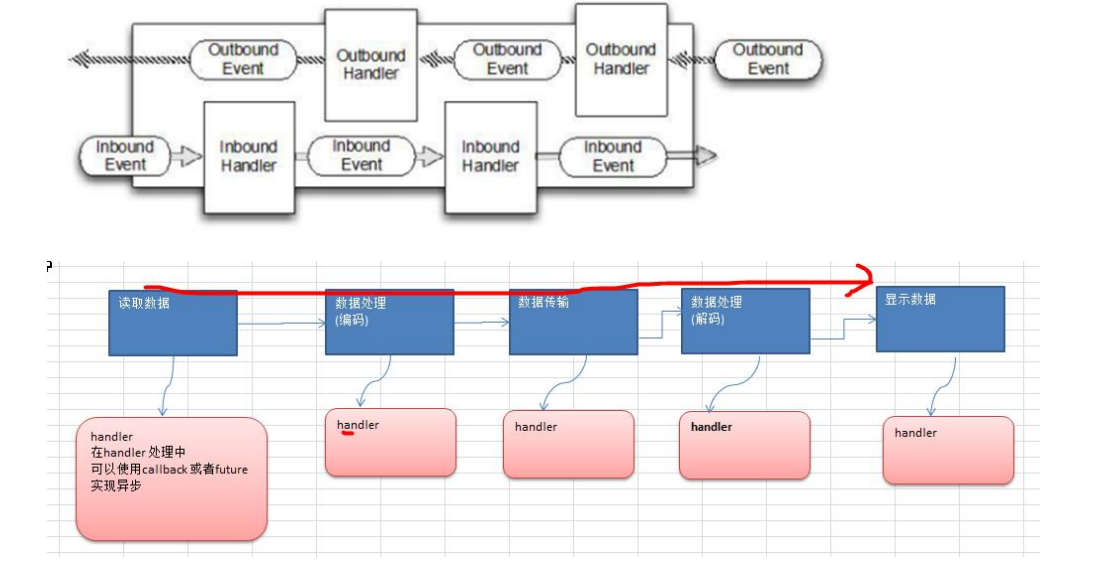 Outbound
Event
Outbound
Handler
Outbound
Event
Outbound
Handler
Outbound
Event
Inbound
Event
Inbound
Handler
Inbound
Event
Inbound
Handler
Inbound
Event
读取数据
数据处理
(编码)
数据传输
数据处理
(解码)
显示数据
handler
在handler 处理中
可以使用callback 或者future
实现异步
handler
handler
handler
handler